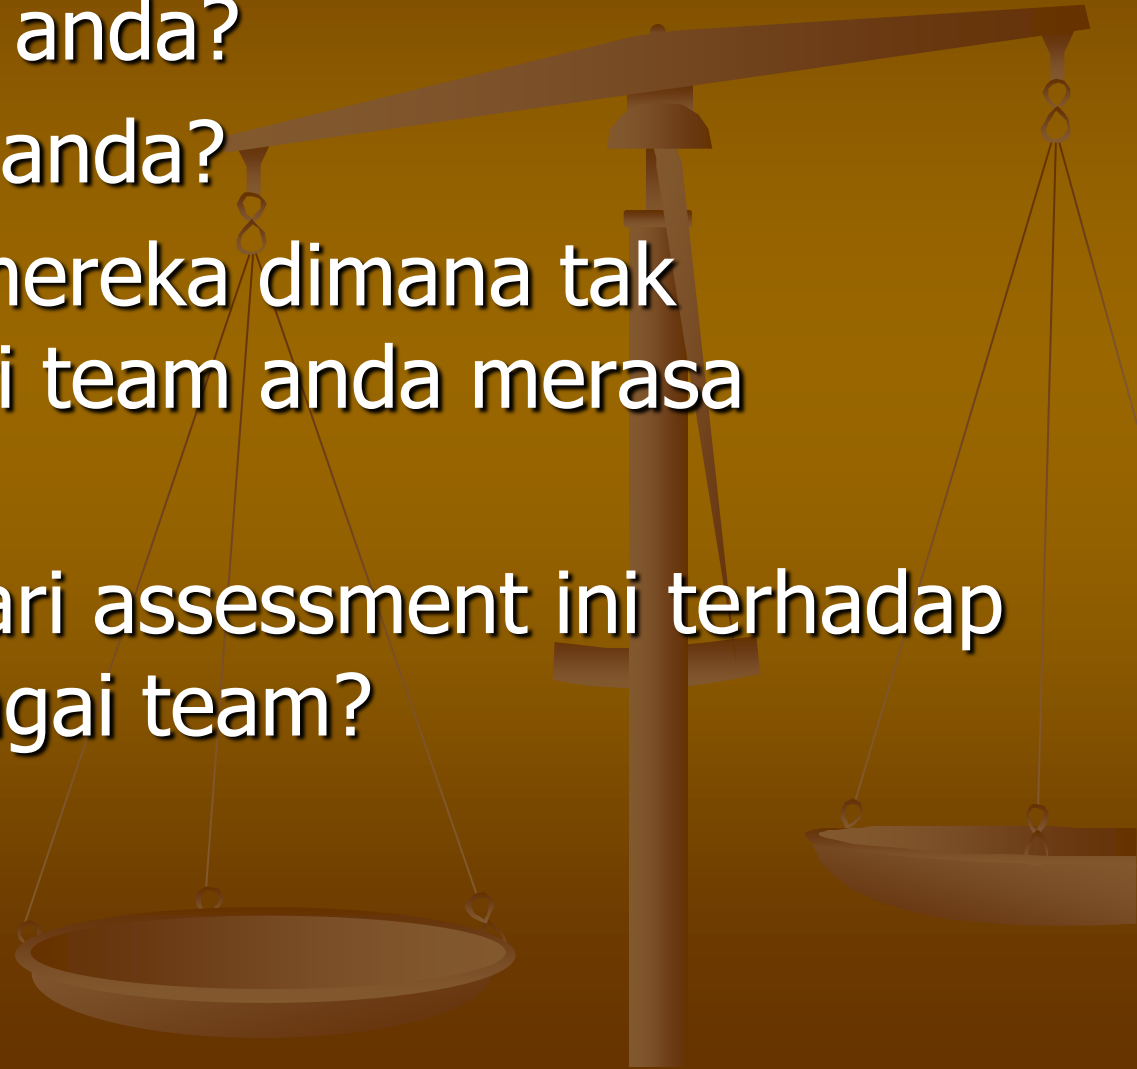 anda?
anda?
mereka dimana tak
i team anda merasa
ari assessment ini terhadap
gai team?